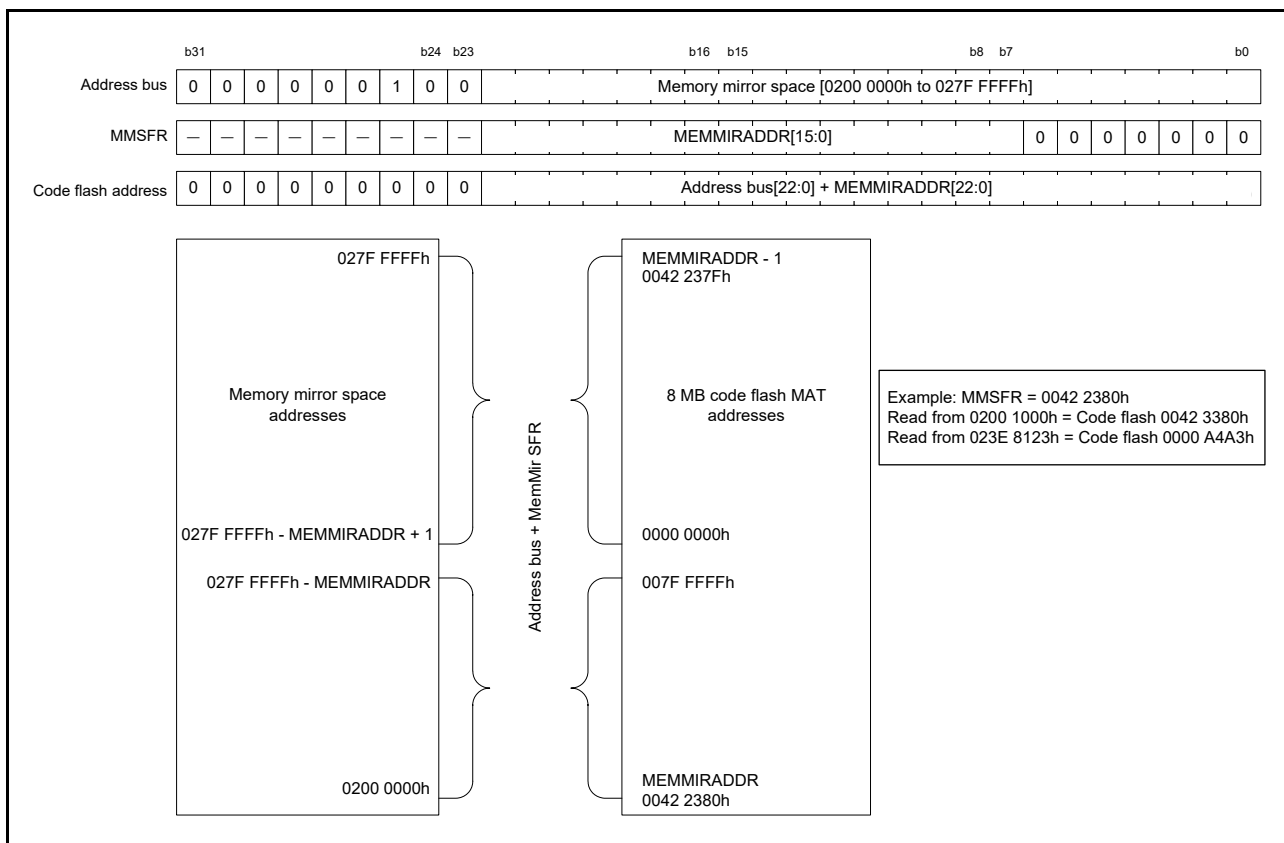 b31 b24 b23 b16 b15 b8 b7 b0
Address bus 0 0 0 0 0 0 1 0 0 Memory mirror space [0200 0000h to 027F FFFFh]
MMSFR — — — — — — — — — MEMMIRADDR[15:0] 0 0 0 0 0 0 0
Code flash address 0 0 0 0 0 0 0 0 0 Address bus[22:0] + MEMMIRADDR[22:0]
027F FFFFh
Memory mirror space
addresses
027F FFFFh - MEMMIRADDR + 1
027F FFFFh - MEMMIRADDR
0200 0000h
Address bus + MemMir SFR
MEMMIRADDR - 1
0042 237Fh
8 MB code flash MAT
addresses
0000 0000h
007F FFFFh
MEMMIRADDR
0042 2380h
Example: MMSFR = 0042 2380h
Read from 0200 1000h = Code flash 0042 3380h
Read from 023E 8123h = Code flash 0000 A4A3h